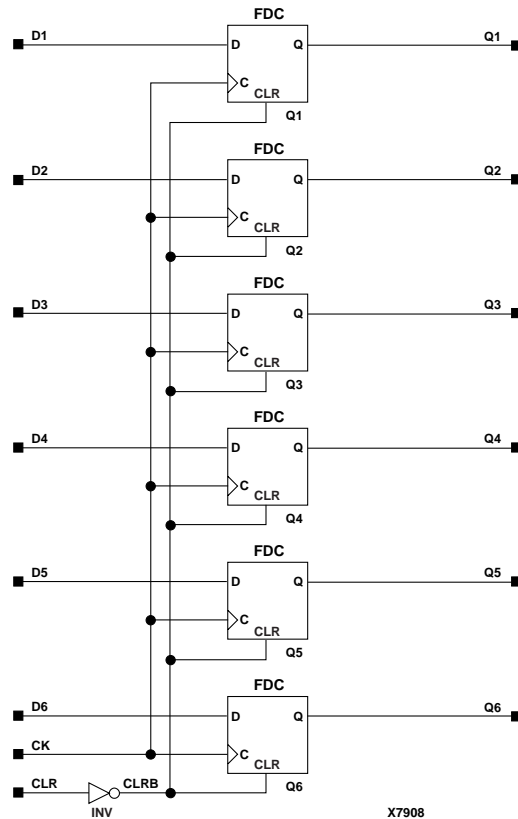 FDC
D1 D Q Q1
C
CLR
Q1
FDC
D2 D Q Q2
C
CLR
Q2
FDC
D3 D Q Q3
C
CLR
Q3
FDC
D4 D Q Q4
C
CLR
Q4
FDC
D5 D Q Q5
C
CLR
Q5
FDC
D6 D Q Q6
CK C
CLR
CLR CLRB Q6
INV X7908